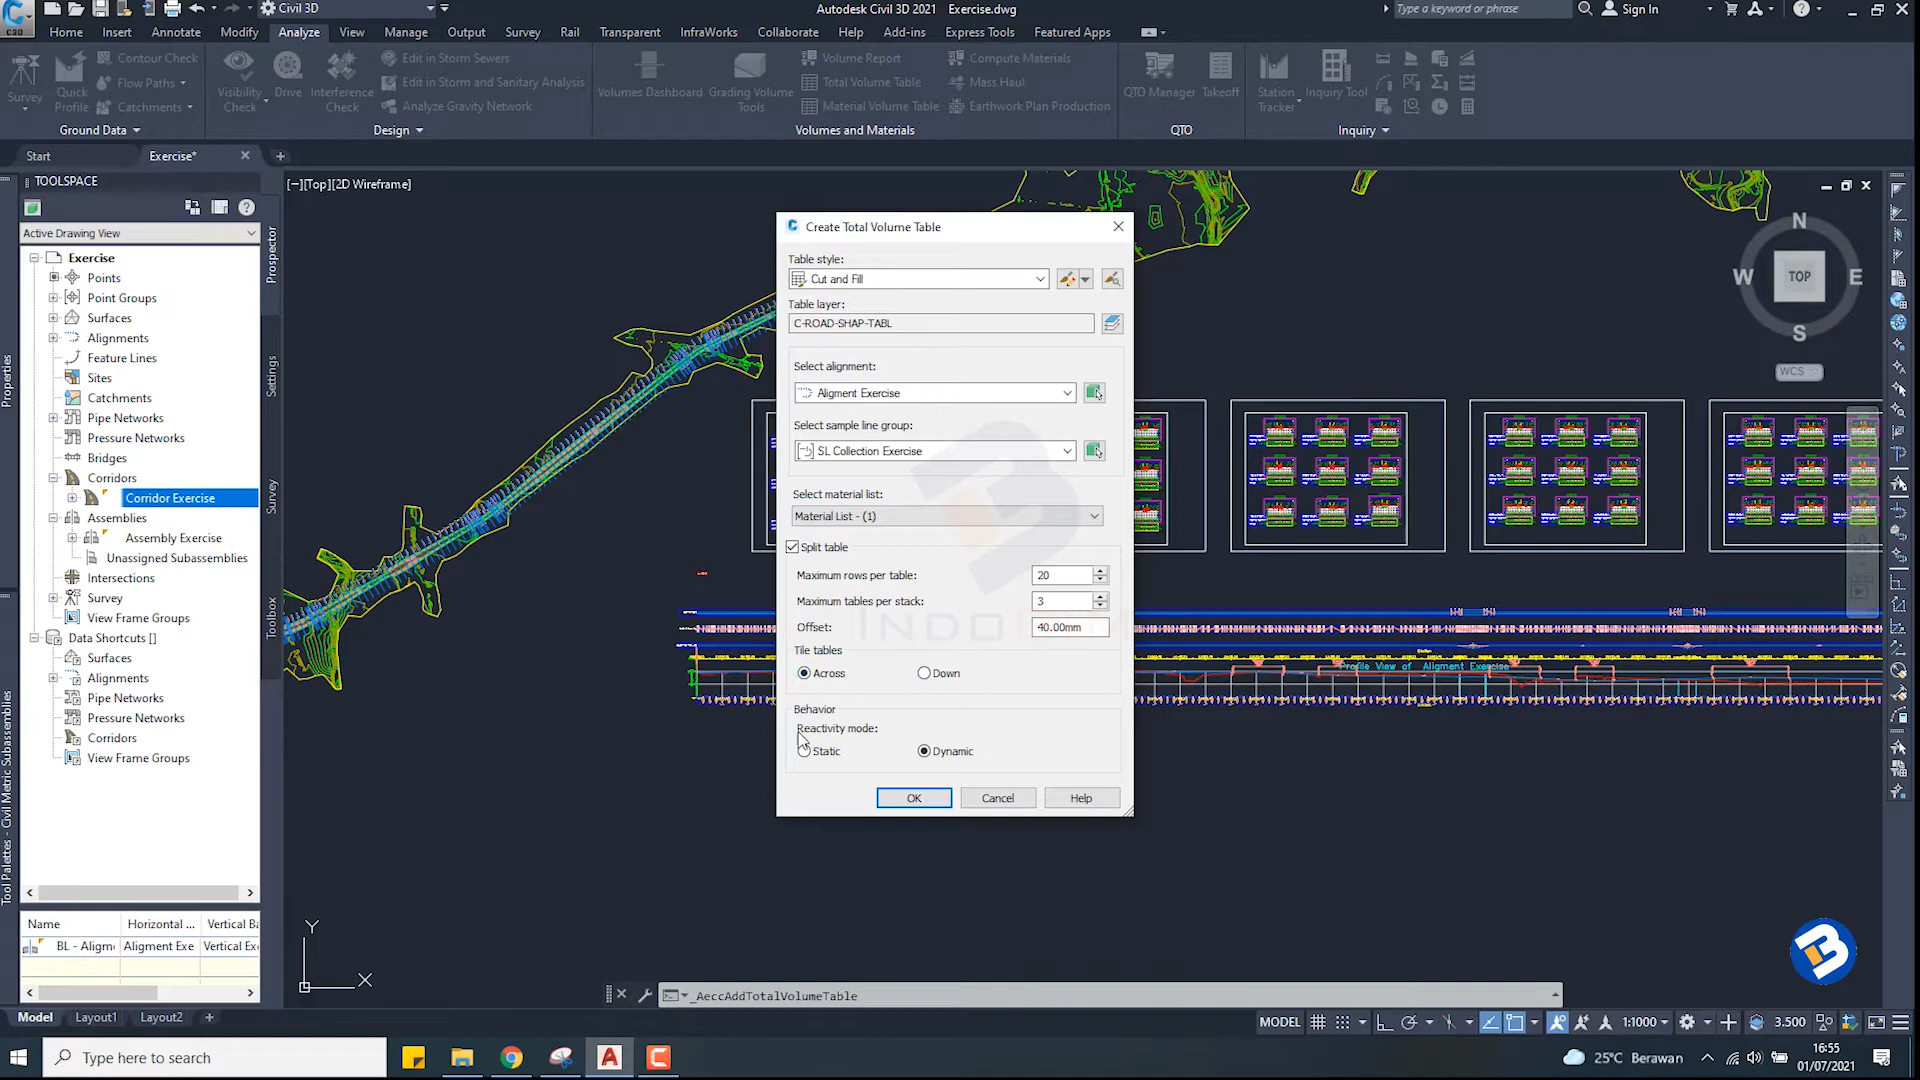 Civil 3D
Autodesk Civil 3D 2021 Exercise.dwg
Type a keyword or phrase
Sign In
CAD
Home Insert Annotate Modify Analyze View Manage Output Survey Rail Transparent InfraWorks Collaborate Help Add-ins Express Tools Featured Apps
Survey
Quick Profile
Contour Check
Flow Paths
Catchments
Visibility Check
Drive
Interference Check
Edit in Storm Sewers
Edit in Storm and Sanitary Analysis
Analyze Gravity Network
Volumes Dashboard
Grading Volume Tools
Volume Report
Total Volume Table
Material Volume Table
Compute Materials
Mass Haul
Earthwork Plan Production
QTO Manager
Takeoff
Station Tracker
Inquiry Tool
Ground Data
Design
Volumes and Materials
QTO
Inquiry
Start
Exercise*
TOOLSPACE
Active Drawing View
Exercise
Points
Point Groups
Surfaces
Alignments
Feature Lines
Sites
Catchments
Pipe Networks
Pressure Networks
Bridges
Corridors
Corridor Exercise
Assemblies
Assembly Exercise
Unassigned Subassemblies
Intersections
Survey
View Frame Groups
Data Shortcuts []
Surfaces
Alignments
Pipe Networks
Pressure Networks
Corridors
View Frame Groups
Name Horizontal ... Vertical Ba
BL - Aligm Aligment Exe Vertical Exe
Properties
Tool Palettes - Civil Metric Subassemblies
Prospector
Settings
Survey
Toolbox
[−][Top][2D Wireframe]
N
W
TOP
E
S
WCS
Create Total Volume Table
Table style:
Cut and Fill
Table layer:
C-ROAD-SHAP-TABL
Select alignment:
Aligment Exercise
Select sample line group:
SL Collection Exercise
Select material list:
Material List - (1)
Split table
Maximum rows per table:
20
Maximum tables per stack:
3
Offset:
40.00mm
Tile tables
Across
Down
Behavior
Reactivity mode:
Static
Dynamic
OK
Cancel
Help
Profile View of Aligment Exercise
Y
X
_AeccAddTotalVolumeTable
Model Layout1 Layout2
MODEL
1:1000
3.500
Type here to search
25°C Berawan
16:55
01/07/2021